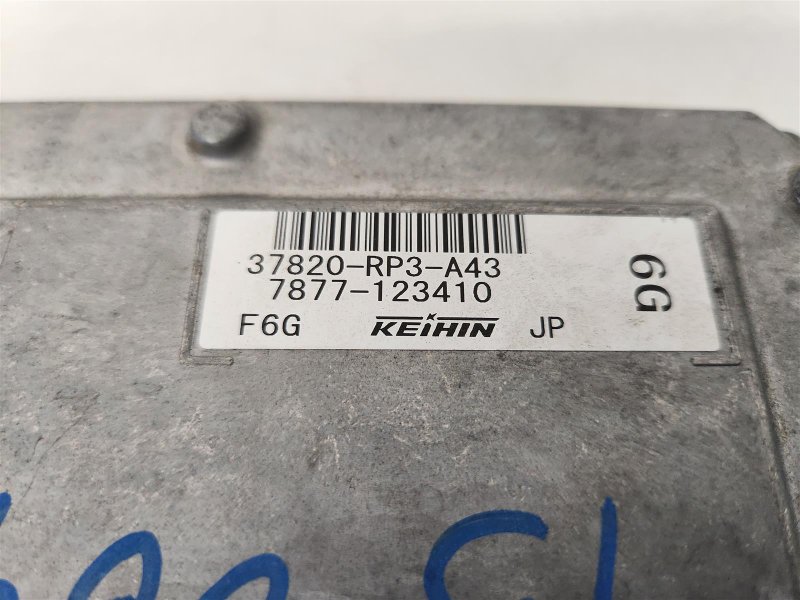 37820-RP3-A43
7877-123410
F6G KEIHIN JP
6G